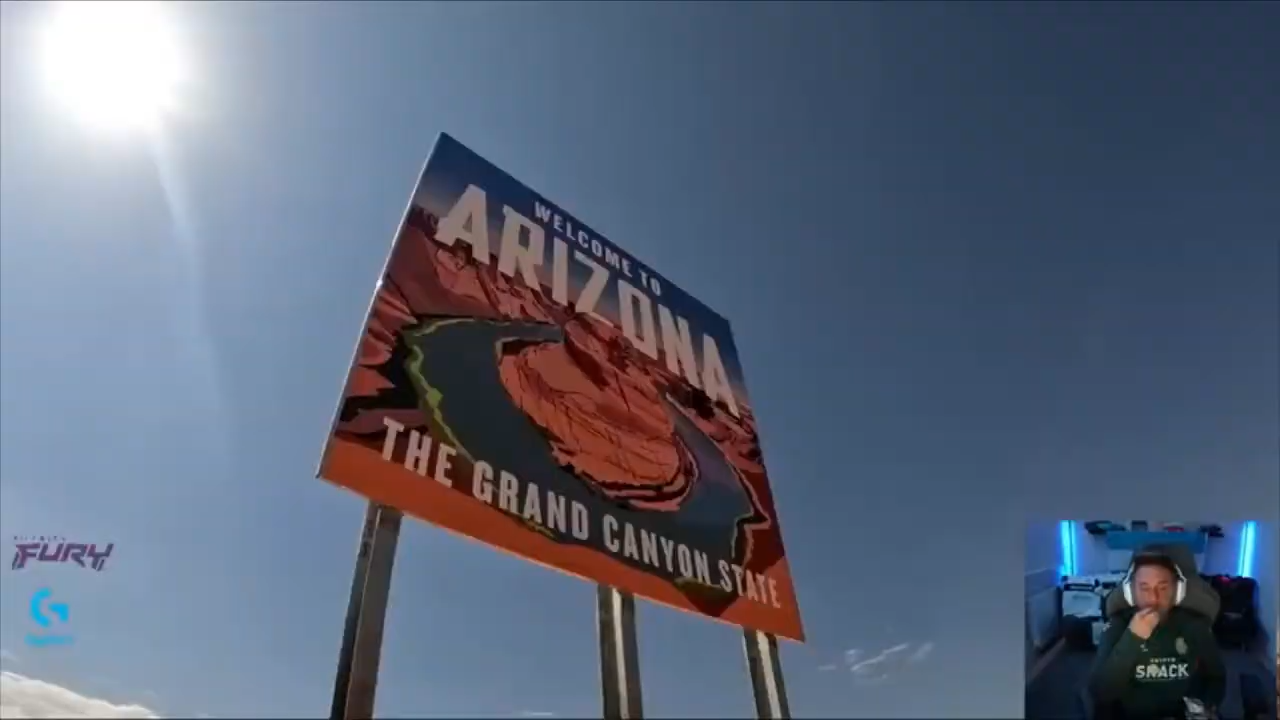 WELCOME TO
ARIZONA
THE GRAND CANYON STATE
FURY
SMACK